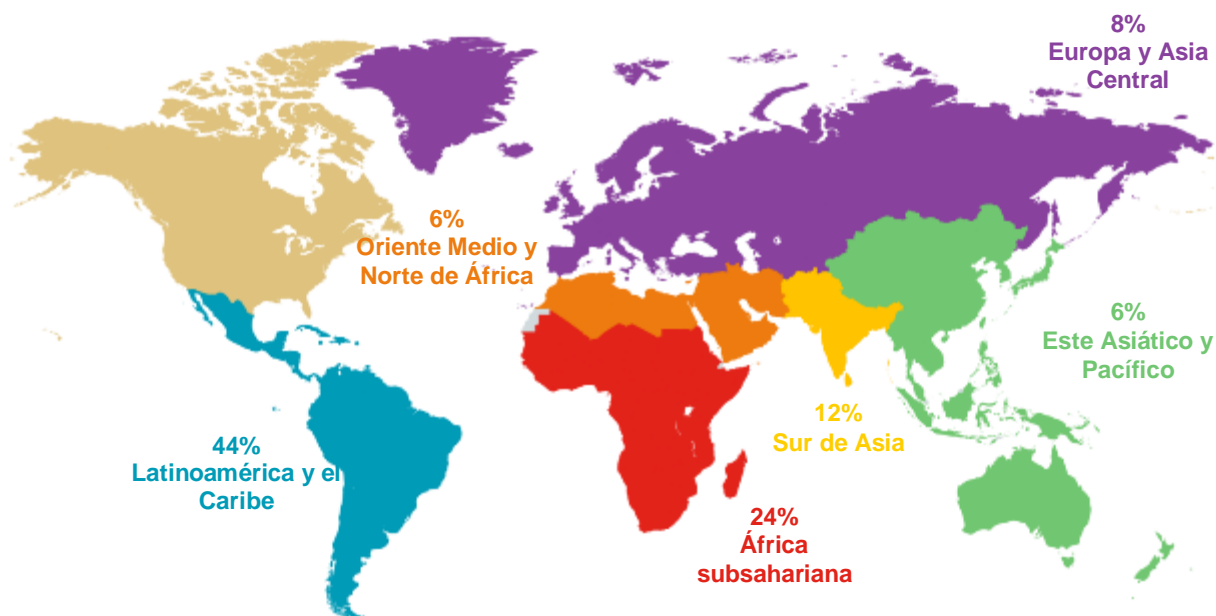 8%
Europa y Asia
Central
6%
Oriente Medio y
Norte de África
6%
Este Asiático y
Pacífico
12%
Sur de Asia
44%
Latinoamérica y el
Caribe
24%
África
subsahariana